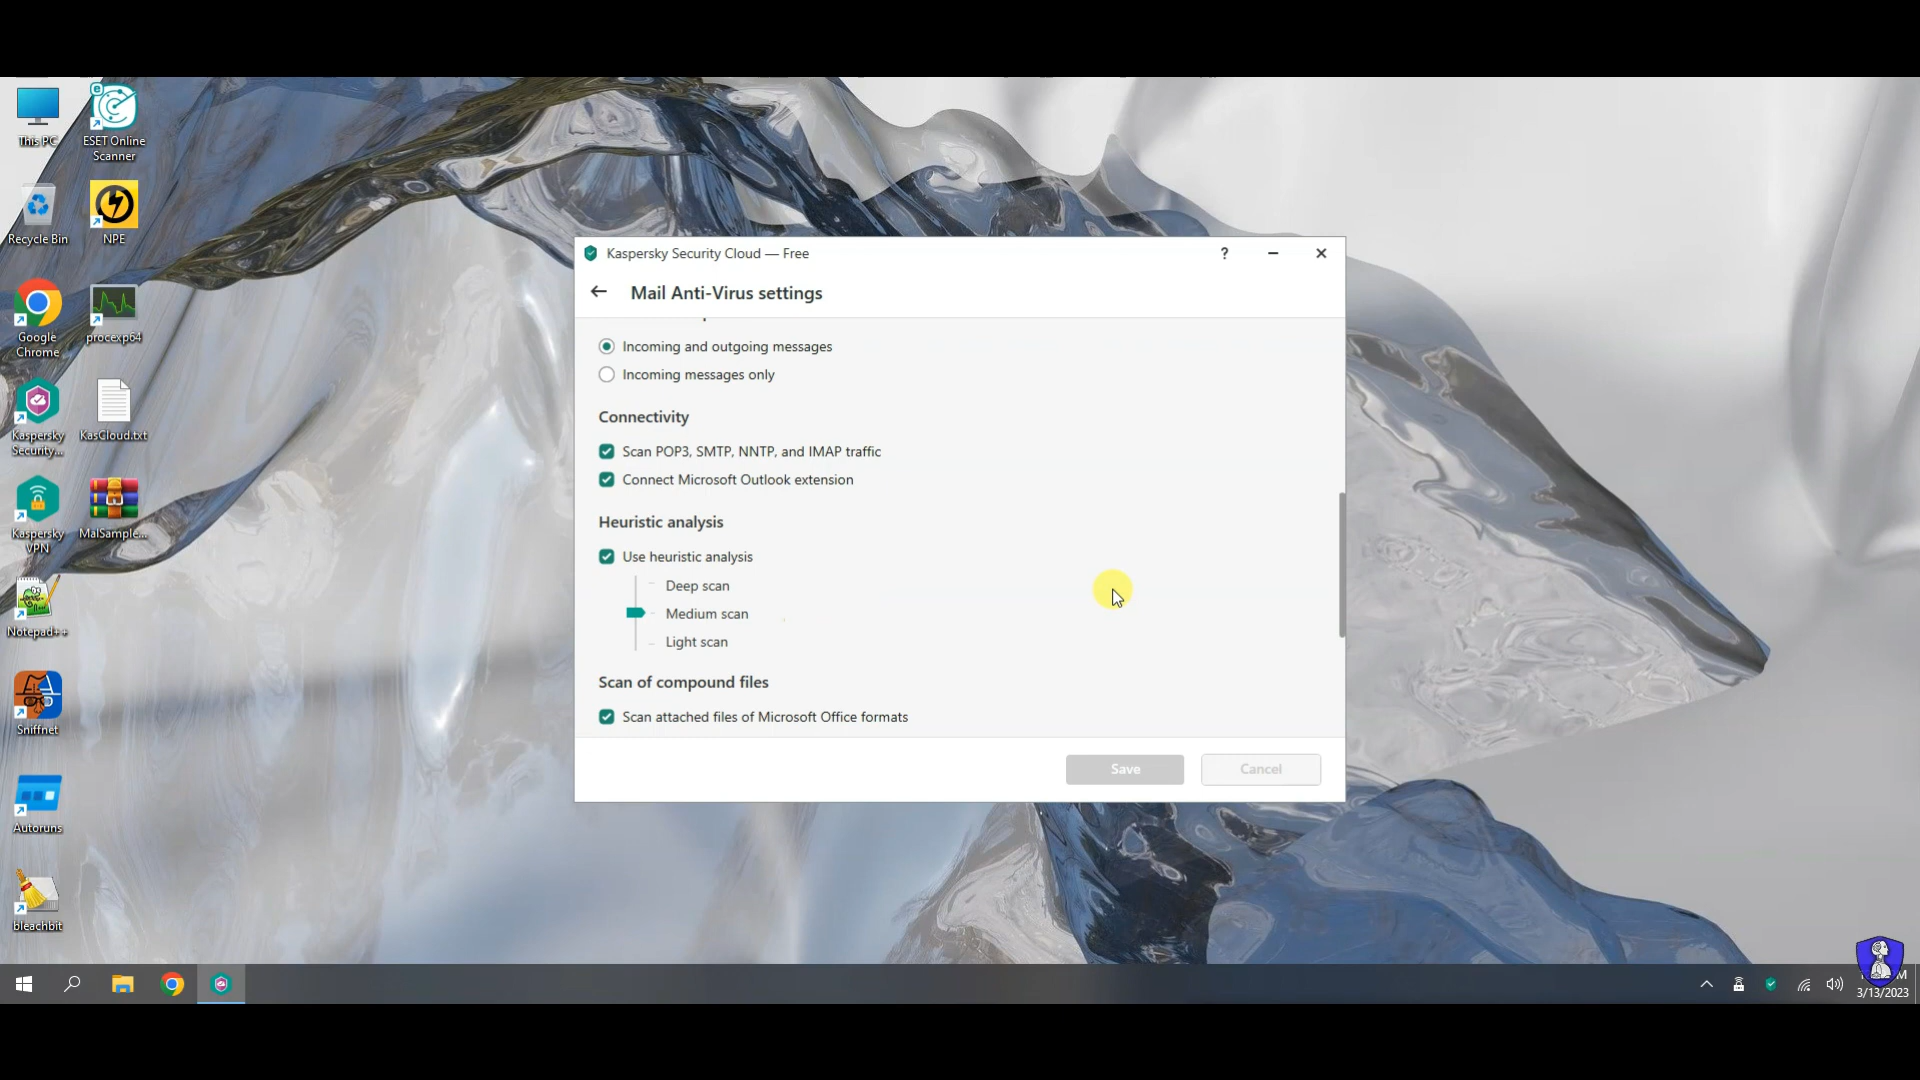 This PC
ESET Online
Scanner
Recycle Bin
NPE
Google
Chrome
procexp64
Kaspersky
Security...
KasCloud.txt
Kaspersky
VPN
MalSample...
Notepad++
Sniffnet
Autoruns
bleachbit
Kaspersky Security Cloud — Free
?
Mail Anti-Virus settings
Incoming and outgoing messages
Incoming messages only
Connectivity
Scan POP3, SMTP, NNTP, and IMAP traffic
Connect Microsoft Outlook extension
Heuristic analysis
Use heuristic analysis
Deep scan
Medium scan
Light scan
Scan of compound files
Scan attached files of Microsoft Office formats
Save
Cancel
3/13/2023